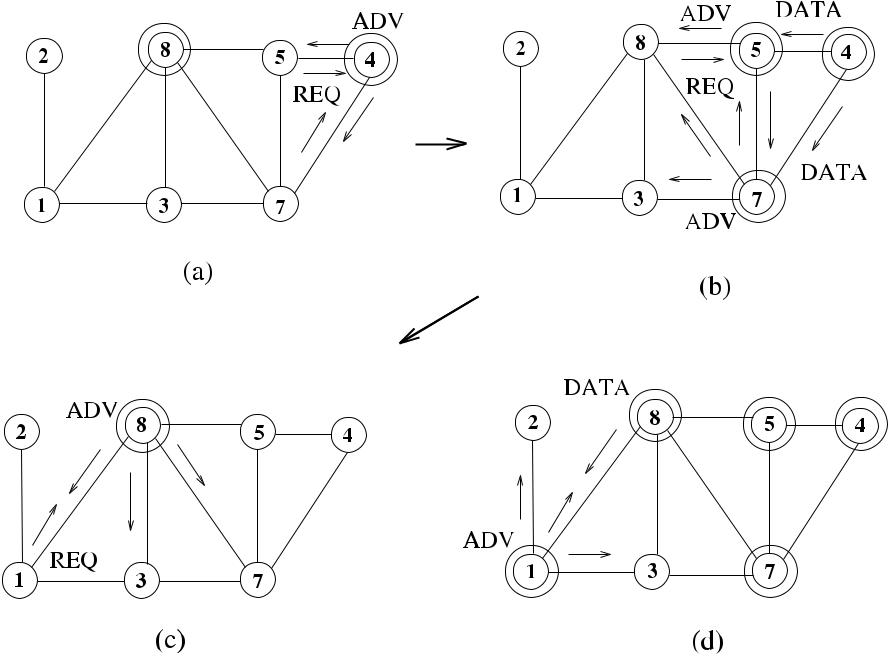 ADV
2 8 5 4
REQ
1 3 7
(a)
ADV DATA
2 8 5 4
REQ
DATA
1 3 7
ADV
(b)
ADV
2 8 5 4
REQ
1 3 7
(c)
DATA
2 8 5 4
ADV
1 3 7
(d)